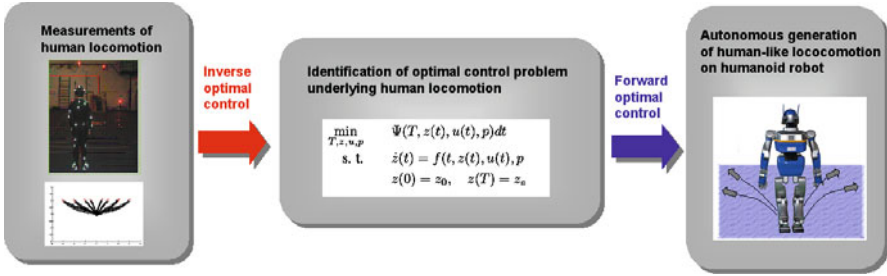 Measurements of
human locomotion
Inverse
optimal
control
Identification of optimal control problem
underlying human locomotion
min Ψ(T, z(t), u(t), p)dt
T,z,u,p
s. t. ż(t) = f(t, z(t), u(t), p
z(0) = z₀, z(T) = zₑ
Forward
optimal
control
Autonomous generation
of human-like lococomotion
on humanoid robot